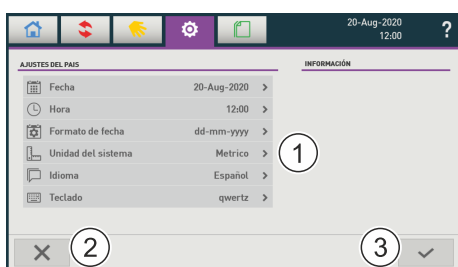 20-Aug-2020
12:00
?
AJUSTES DEL PAIS
INFORMACIÓN
Fecha 20-Aug-2020 >
Hora 12:00 >
Formato de fecha dd-mm-yyyy >
Unidad del sistema Metrico >
Idioma Español >
Teclado qwertz >
1
2
3